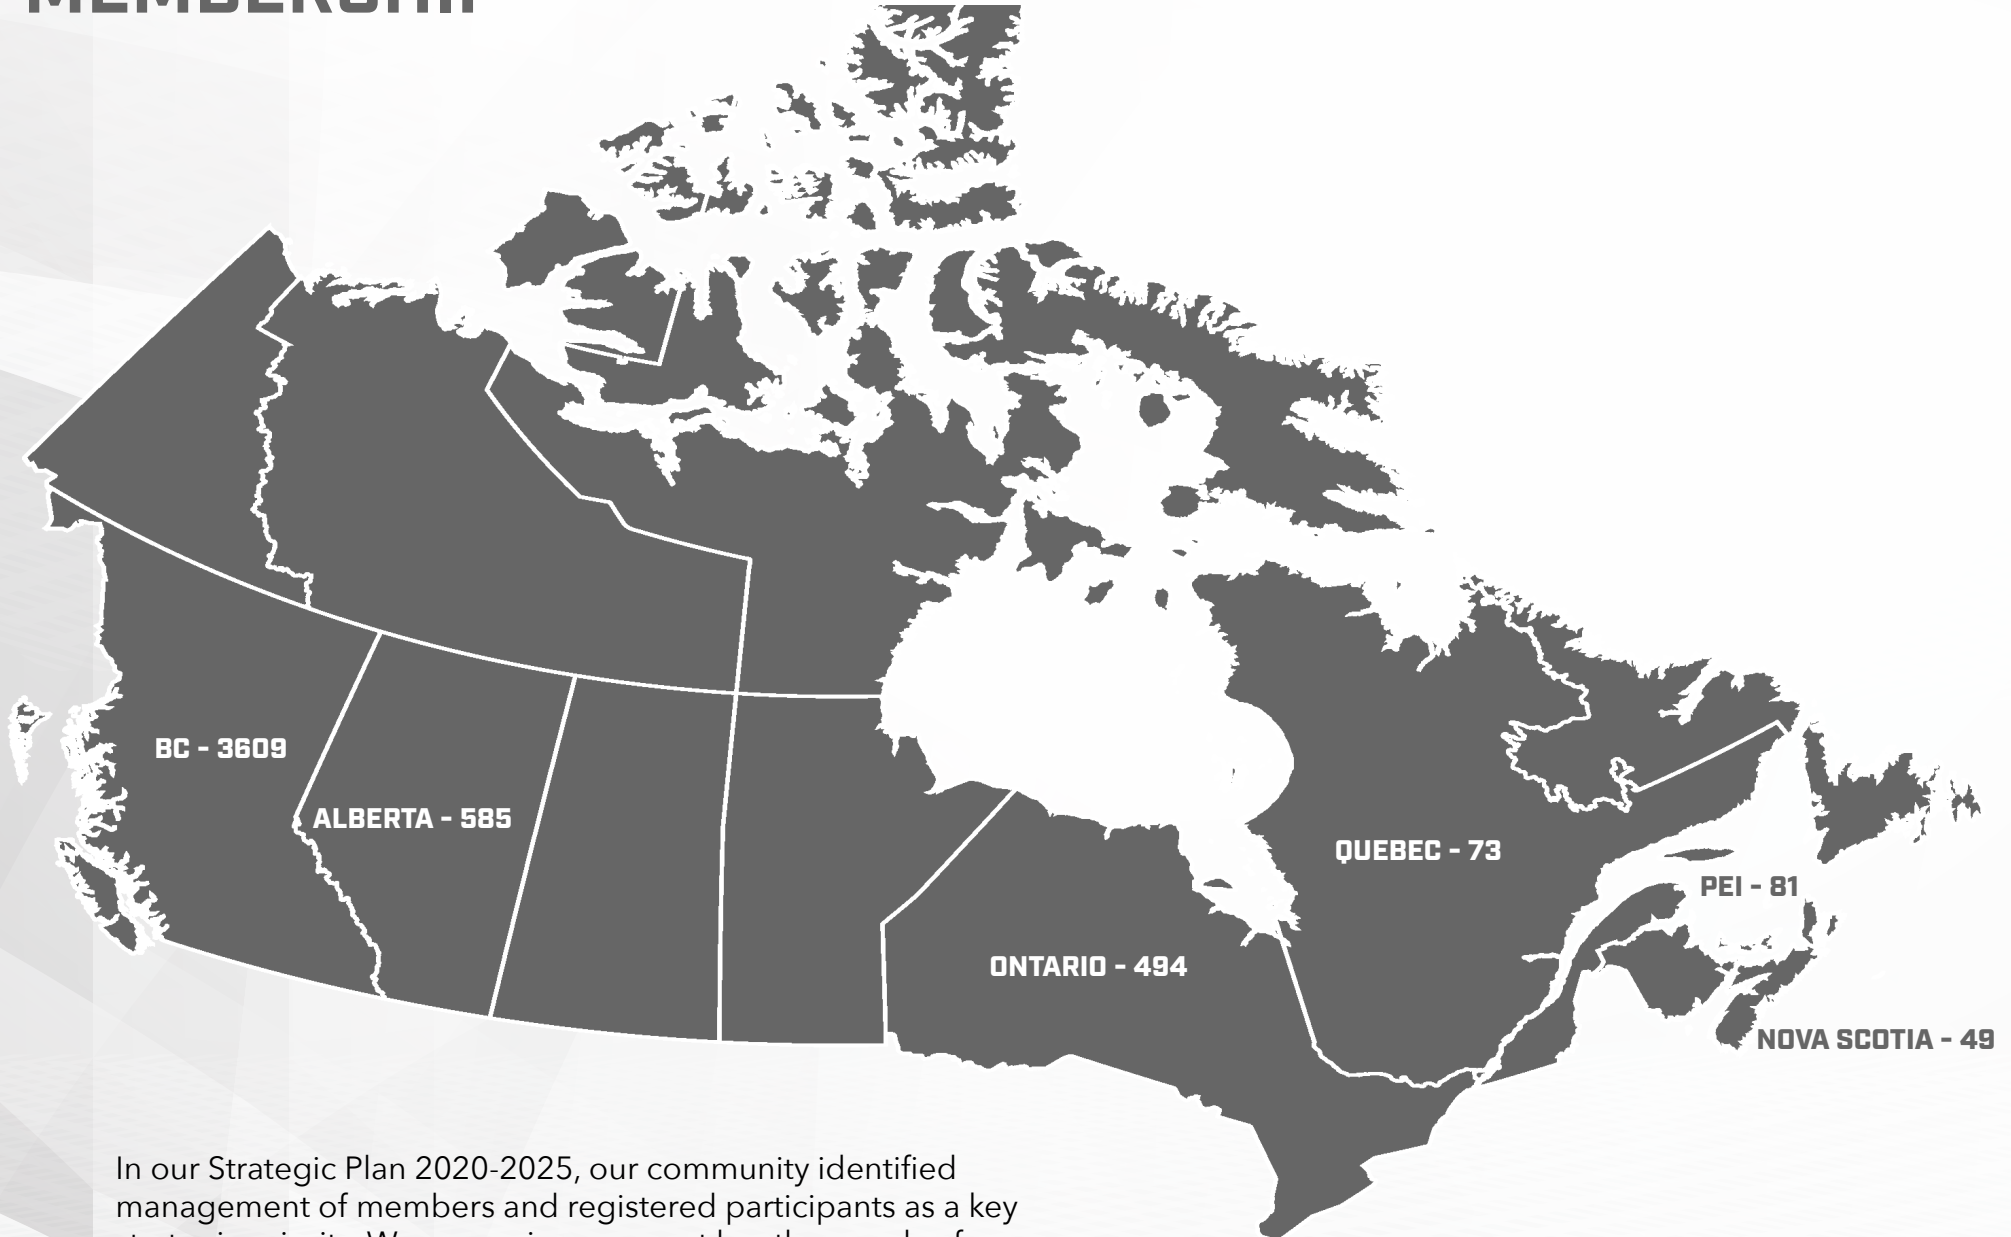 MEMBERSHIP
BC - 3609
ALBERTA - 585
QUEBEC - 73
PEI - 81
ONTARIO - 494
NOVA SCOTIA - 49
In our Strategic Plan 2020-2025, our community identified
management of members and registered participants as a key